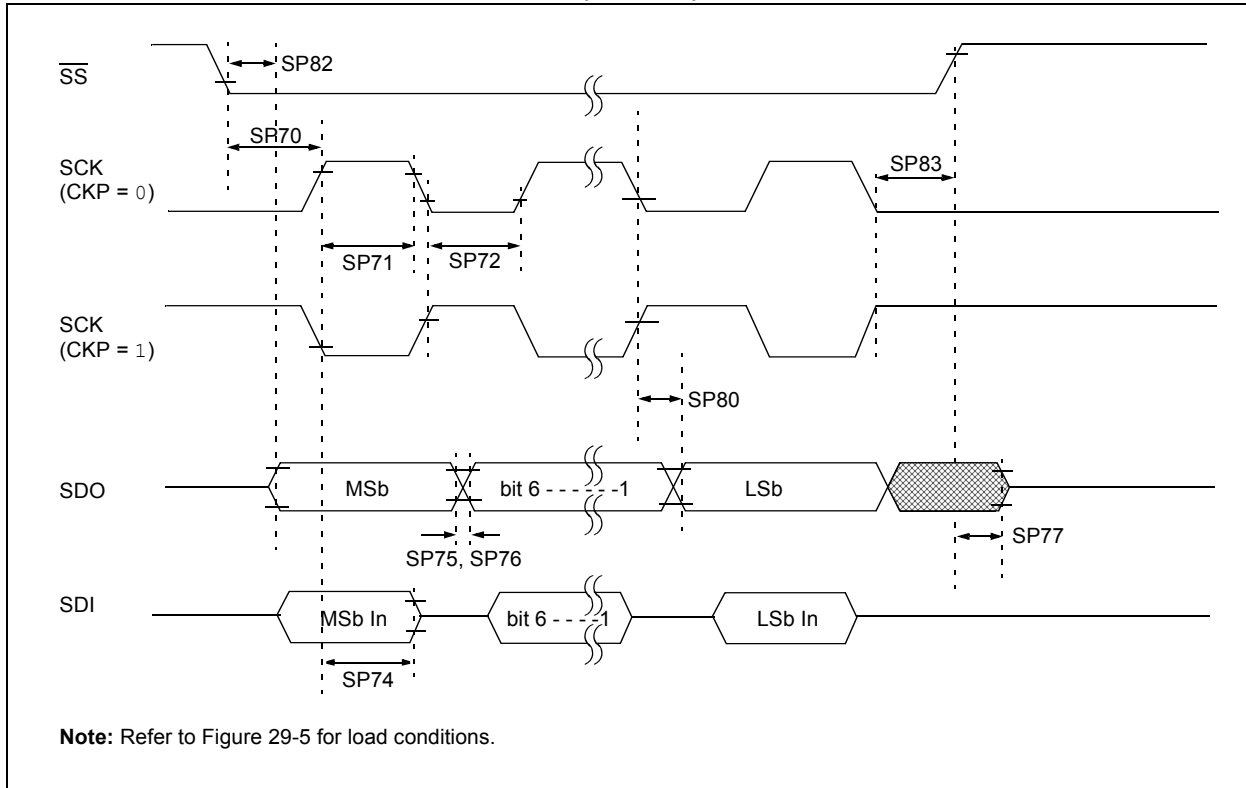 SS
SP82
SP70
SCK
(CKP = 0)
SP83
SP71
SP72
SCK
(CKP = 1)
SP80
SDO
MSb
bit 6 - - - - - -1
LSb
SP77
SP75, SP76
SDI
MSb In
bit 6 - - - -1
LSb In
SP74
Note: Refer to Figure 29-5 for load conditions.